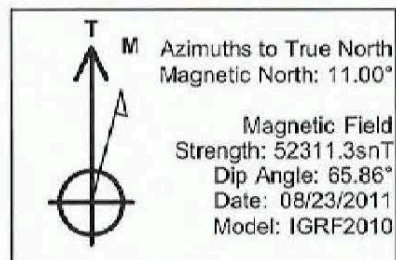 T
M
Azimuths to True North
Magnetic North: 11.00°
Magnetic Field
Strength: 52311.3snT
Dip Angle: 65.86°
Date: 08/23/2011
Model: IGRF2010